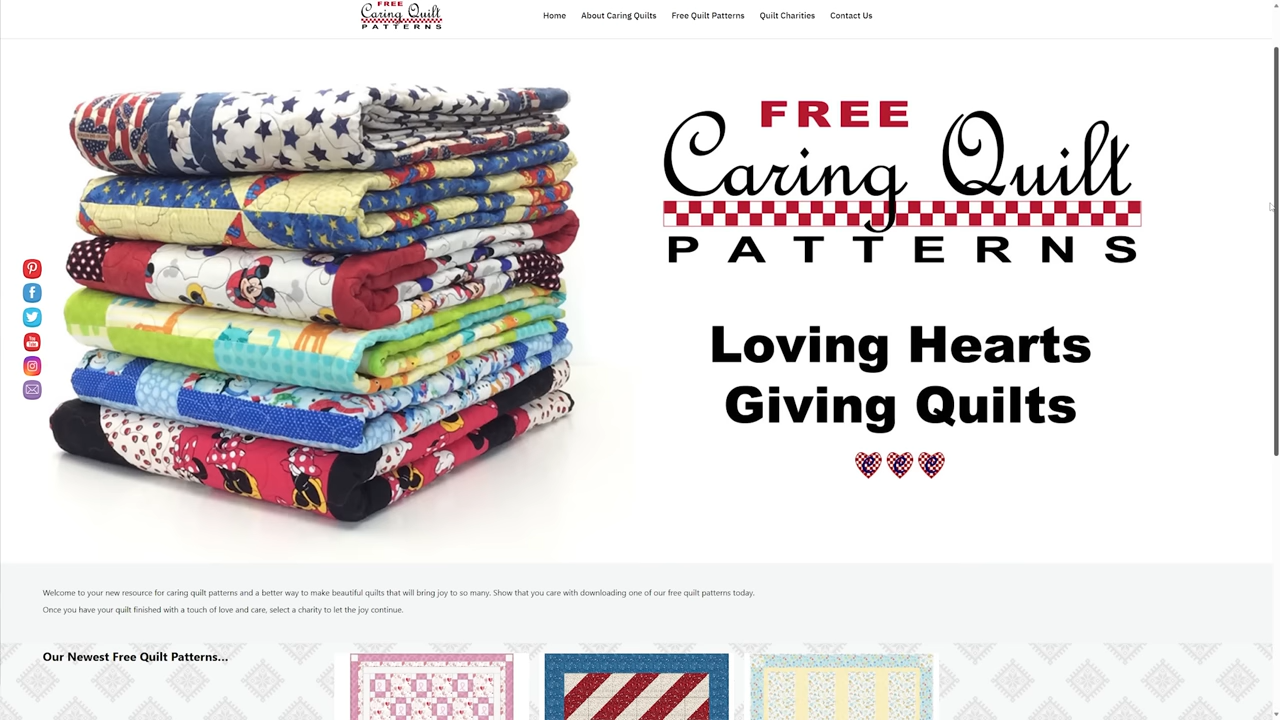 FREE
Caring Quilt
PATTERNS
Home
About Caring Quilts
Free Quilt Patterns
Quilt Charities
Contact Us
FREE
Caring Quilt
PATTERNS
Loving Hearts
Giving Quilts
Welcome to your new resource for caring quilt patterns and a better way to make beautiful quilts that will bring joy to so many. Show that you care with downloading one of our free quilt patterns today.
Once you have your quilt finished with a touch of love and care, select a charity to let the joy continue.
Our Newest Free Quilt Patterns...